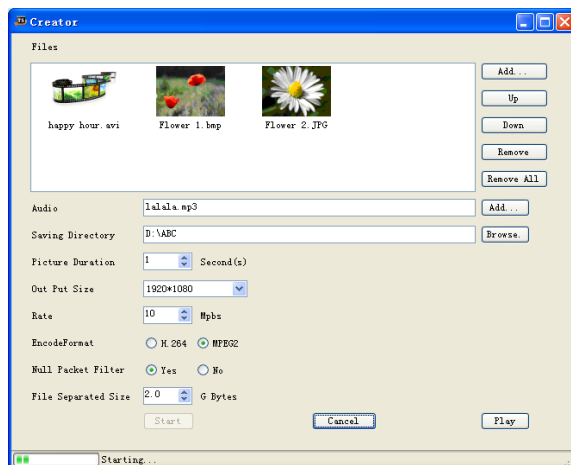 Creator
Files
Add...
Up
Down
Remove
Remove All
happy hour.avi Flower 1.bmp Flower 2.JPG
Audio lalala.mp3 Add...
Saving Directory D:\ABC Browse.
Picture Duration 1 Second(s)
Out Put Size 1920*1080
Rate 10 Mpbs
EncodeFormat H.264 MPEG2
Null Packet Filter Yes No
File Separated Size 2.0 G Bytes
Start Cancel Play
Starting...